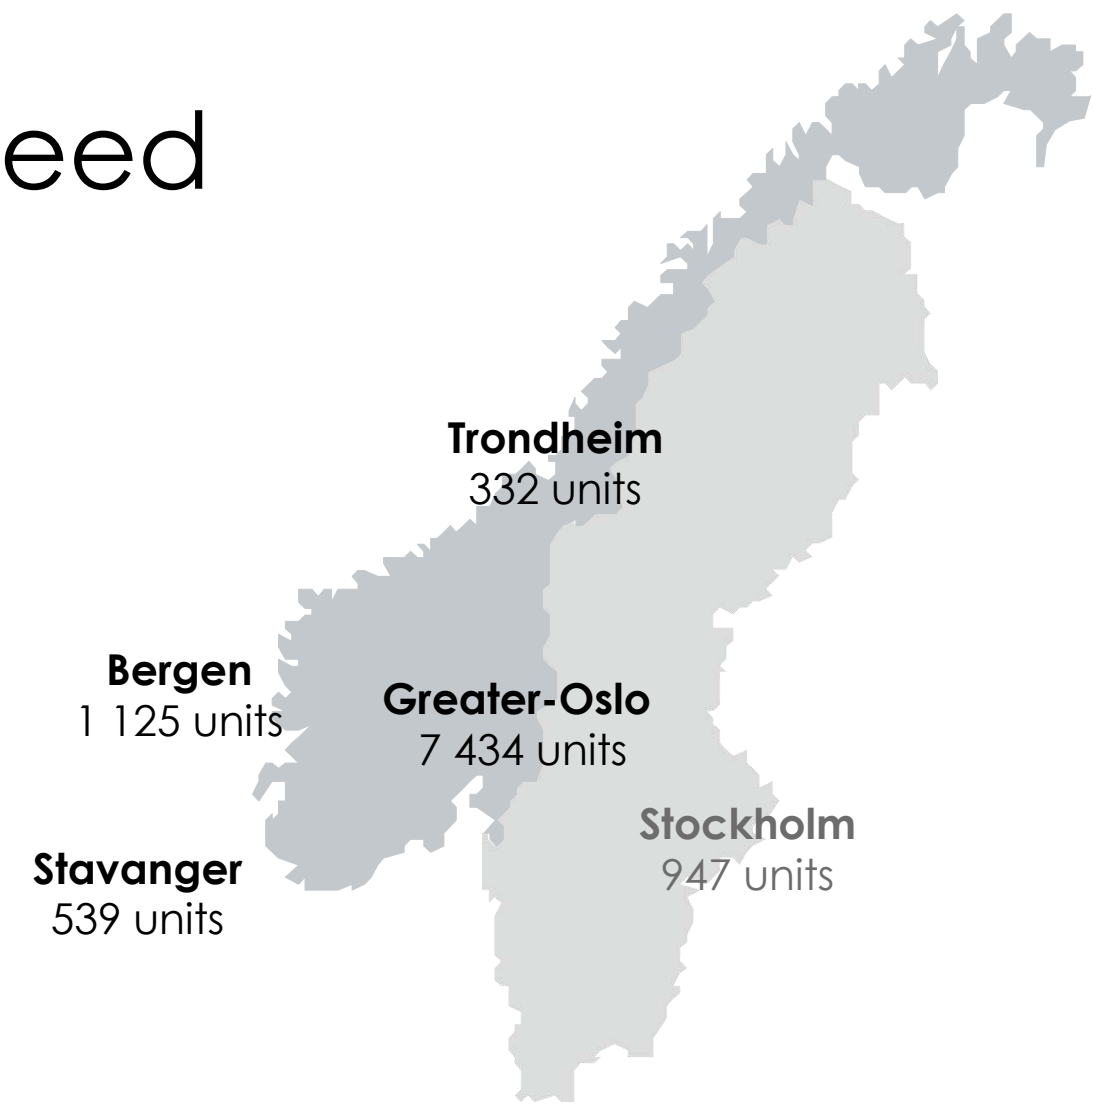 eed
Trondheim
332 units
Bergen
1 125 units
Greater-Oslo
7 434 units
Stockholm
947 units
Stavanger
539 units